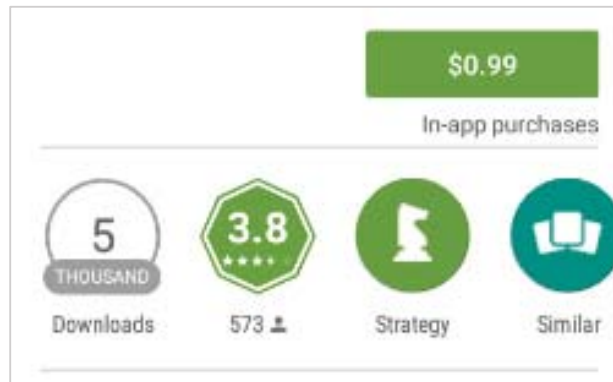 $0.99
In-app purchases
5
THOUSAND
Downloads
3.8
573
Strategy
Similar